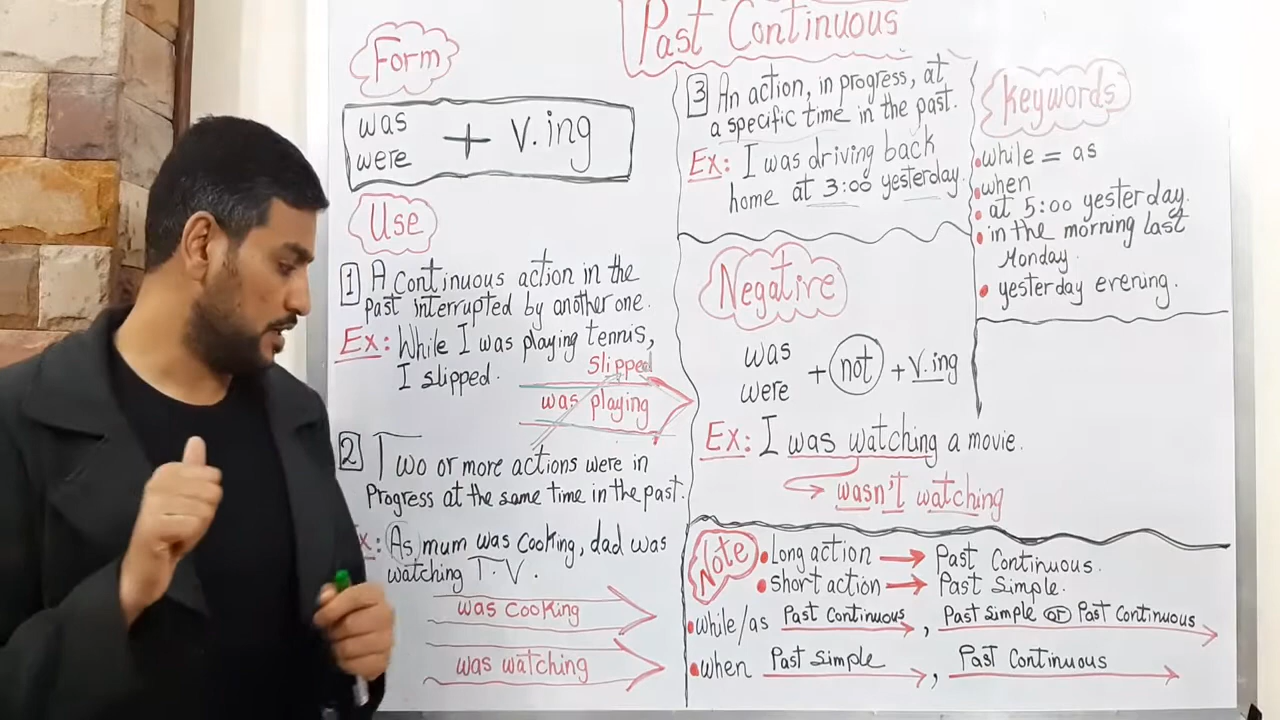 Past Continuous
Form
was
were + V.ing
Use
1 A Continuous action in the
Past interrupted by another one.
Ex: While I was playing tennis,
I slipped.
Slipped
was playing
2 Two or more actions were in
Progress at the same time in the past.
Ex: As mum was Cooking, dad was
watching T.V.
was Cooking
was watching
3 An action, in progress, at
a specific time in the past.
Ex: I was driving back
home at 3:00 yesterday.
Negative
was
were + not + v.ing
Ex: I was watching a movie.
wasn't watching
Keywords
while = as
when
at 5:00 yesterday.
in the morning last
Monday.
yesterday evening.
Note
Long action → Past Continuous.
short action → Past Simple.
while/as Past Continuous, Past Simple OR Past Continuous
when Past Simple, Past Continuous